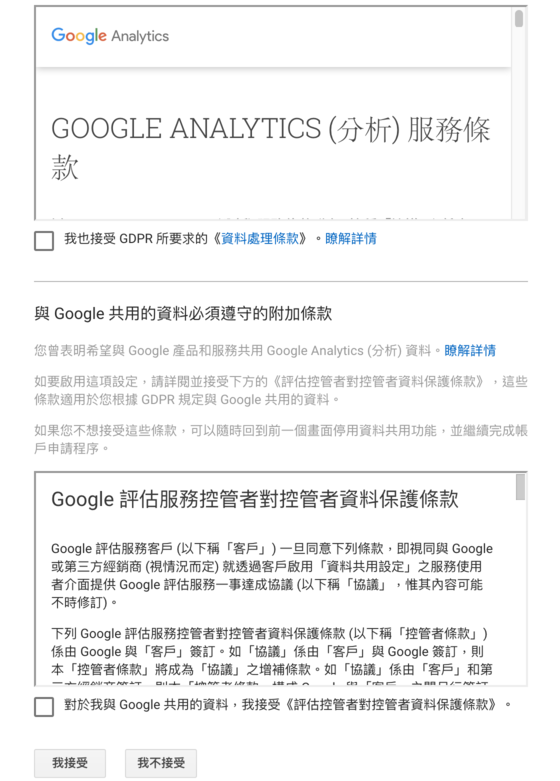 Google Analytics
GOOGLE ANALYTICS (分析) 服務條
款
我也接受 GDPR 所要求的《資料處理條款》。瞭解詳情
與 Google 共用的資料必須遵守的附加條款
您曾表明希望與 Google 產品和服務共用 Google Analytics (分析) 資料。瞭解詳情
如要啟用這項設定，請詳閱並接受下方的《評估控管者對控管者資料保護條款》，這些
條款適用於您根據 GDPR 規定與 Google 共用的資料。
如果您不想接受這些條款，可以隨時回到前一個畫面停用資料共用功能，並繼續完成帳
戶申請程序。
Google 評估服務控管者對控管者資料保護條款
Google 評估服務客戶 (以下稱「客戶」) 一旦同意下列條款，即視同與 Google
或第三方經銷商 (視情況而定) 就透過客戶啟用「資料共用設定」之服務使用
者介面提供 Google 評估服務一事達成協議 (以下稱「協議」，惟其內容可能
不時修訂)。
下列 Google 評估服務控管者對控管者資料保護條款 (以下稱「控管者條款」)
係由 Google 與「客戶」簽訂。如「協議」係由「客戶」與 Google 簽訂，則
本「控管者條款」將成為「協議」之增補條款。如「協議」係由「客戶」和第
對於我與 Google 共用的資料，我接受《評估控管者對控管者資料保護條款》。
我接受
我不接受